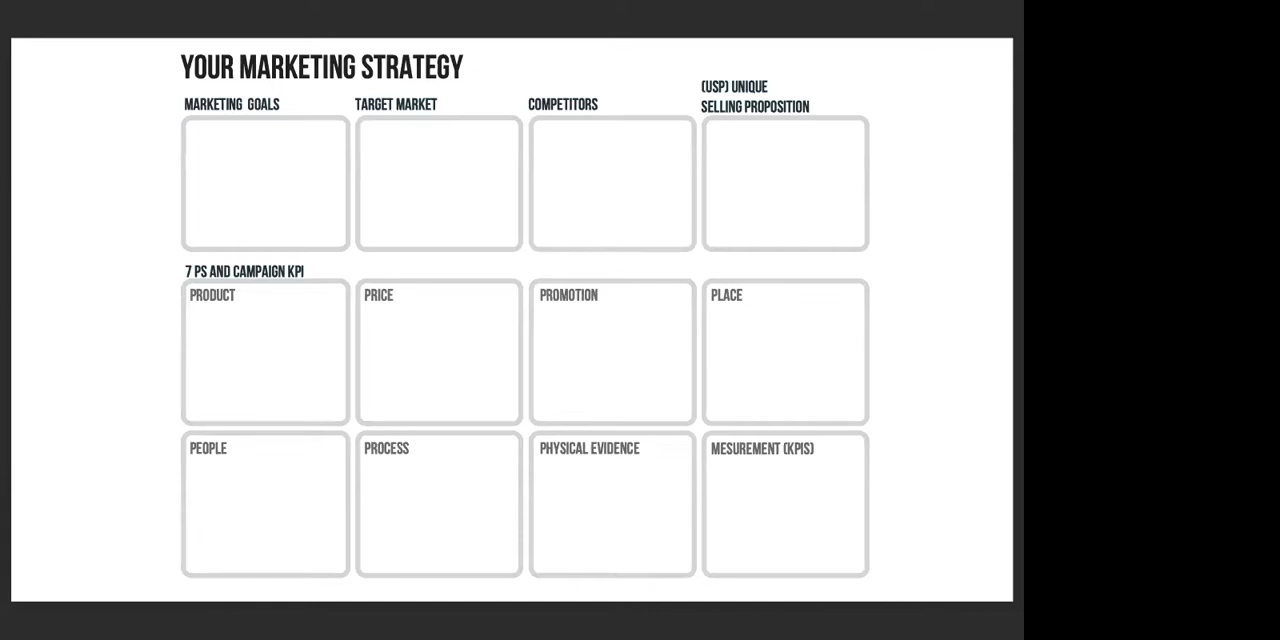 YOUR MARKETING STRATEGY
MARKETING GOALS
TARGET MARKET
COMPETITORS
(USP) UNIQUE
SELLING PROPOSITION
7 PS AND CAMPAIGN KPI
PRODUCT
PRICE
PROMOTION
PLACE
PEOPLE
PROCESS
PHYSICAL EVIDENCE
MESUREMENT (KPIS)